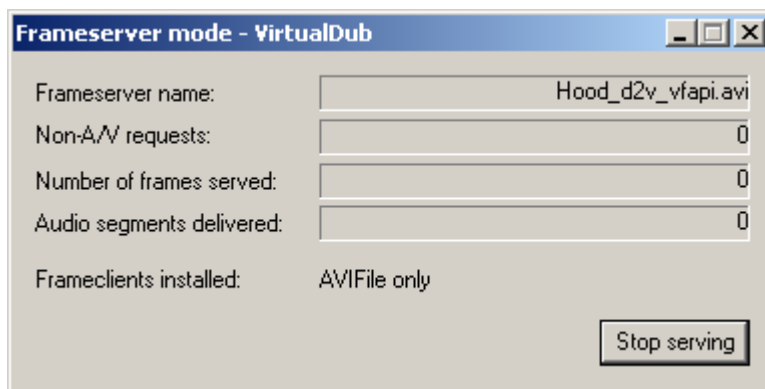 Frameserver mode - VirtualDub
Frameserver name: Hood_d2v_vfapi.avi
Non-A/V requests: 0
Number of frames served: 0
Audio segments delivered: 0
Frameclients installed: AVIFile only
Stop serving